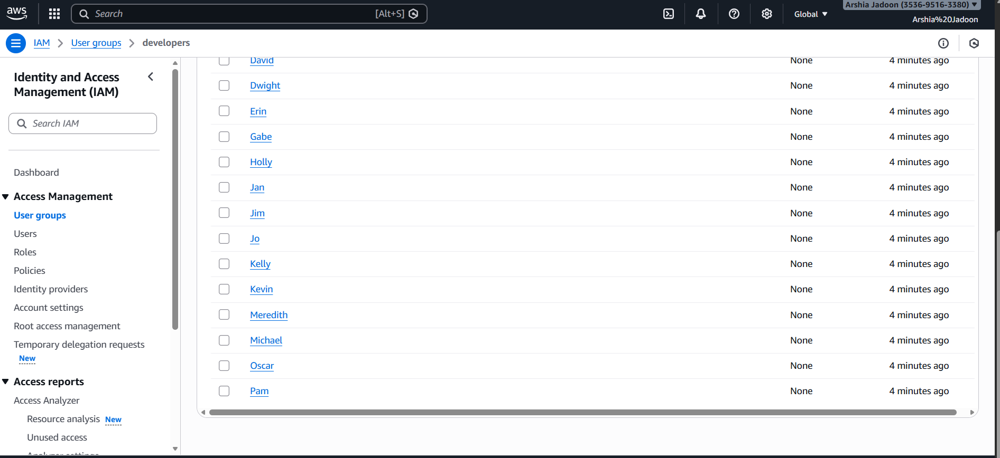 aws
Search [Alt+S]
Global
Arshia Jadoon (3536-9516-3380)
Arshia%20Jadoon
IAM > User groups > developers
Identity and Access
Management (IAM)
Search IAM
Dashboard
Access Management
User groups
Users
Roles
Policies
Identity providers
Account settings
Root access management
Temporary delegation requests
New
Access reports
Access Analyzer
Resource analysis New
Unused access
Analyzer settings
David None 4 minutes ago
Dwight None 4 minutes ago
Erin None 4 minutes ago
Gabe None 4 minutes ago
Holly None 4 minutes ago
Jan None 4 minutes ago
Jim None 4 minutes ago
Jo None 4 minutes ago
Kelly None 4 minutes ago
Kevin None 4 minutes ago
Meredith None 4 minutes ago
Michael None 4 minutes ago
Oscar None 4 minutes ago
Pam None 4 minutes ago